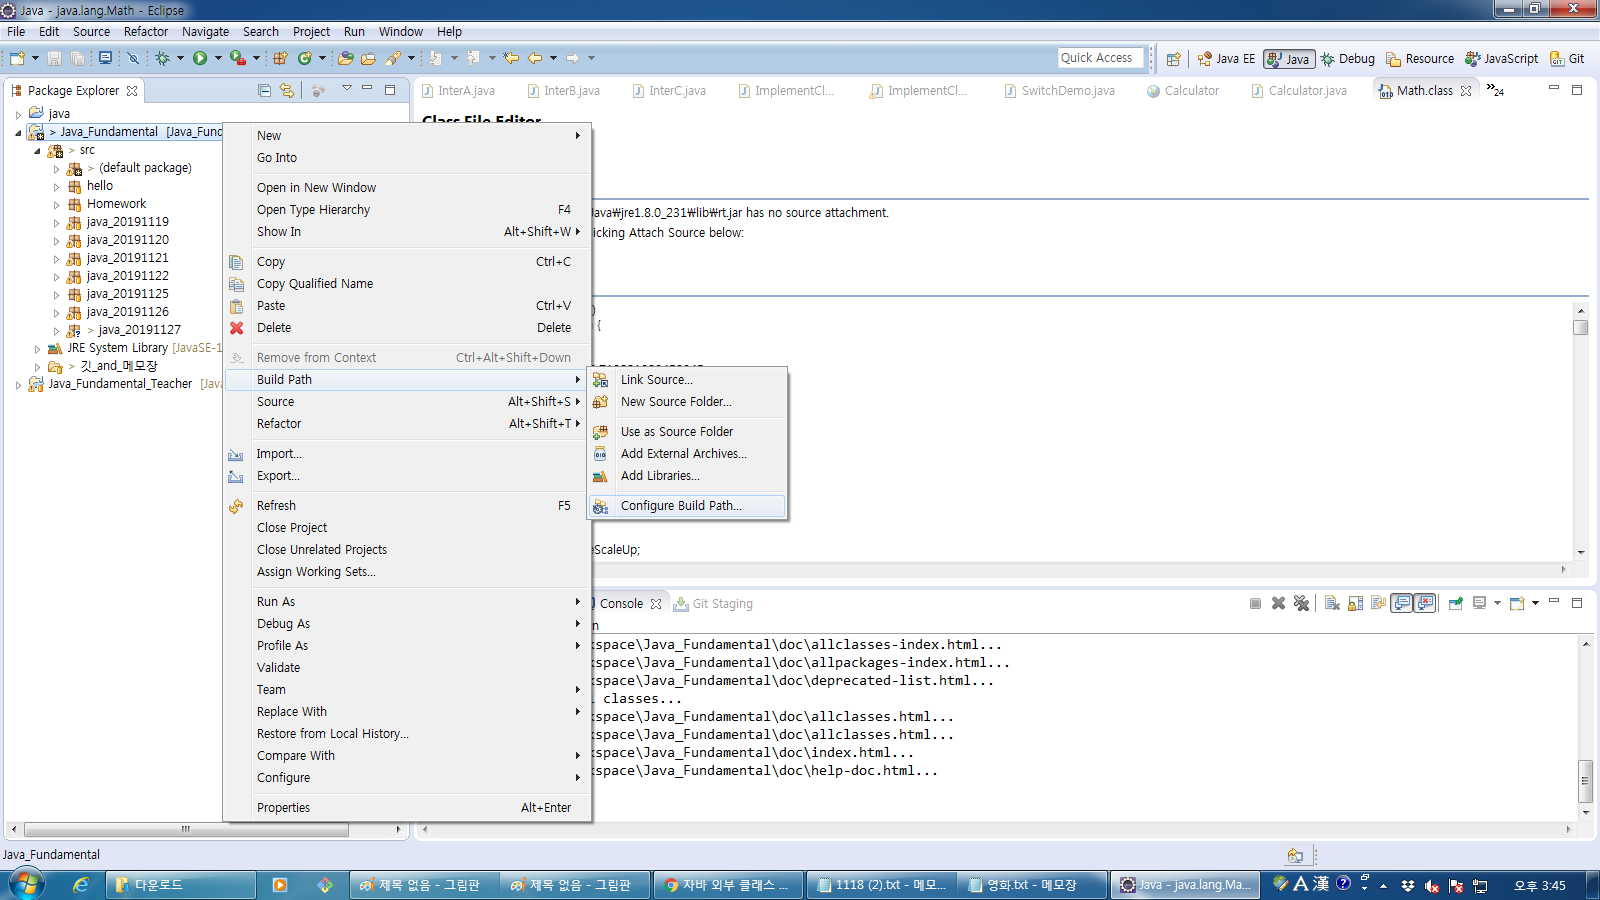 Java - java.lang.Math - Eclipse
File Edit Source Refactor Navigate Search Project Run Window Help
Quick Access
Java EE Java Debug Resource JavaScript Git
Package Explorer
java
> Java_Fundamental [Java_Fund
> src
> (default package)
hello
Homework
java_20191119
java_20191120
java_20191121
java_20191122
java_20191125
java_20191126
> java_20191127
JRE System Library [JavaSE-1
> 깃_and_메모장
Java_Fundamental_Teacher [Java
New
Go Into
Open in New Window
Open Type Hierarchy F4
Show In Alt+Shift+W
Copy Ctrl+C
Copy Qualified Name
Paste Ctrl+V
Delete Delete
Remove from Context Ctrl+Alt+Shift+Down
Build Path
Source Alt+Shift+S
Refactor Alt+Shift+T
Import...
Export...
Refresh F5
Close Project
Close Unrelated Projects
Assign Working Sets...
Run As
Debug As
Profile As
Validate
Team
Replace With
Restore from Local History...
Compare With
Configure
Properties Alt+Enter
Link Source...
New Source Folder...
Use as Source Folder
Add External Archives...
Add Libraries...
Configure Build Path...
InterA.java InterB.java InterC.java ImplementCl... ImplementCl... SwitchDemo.java Calculator Calculator.java Math.class »24
Class File Editor
Java₩jre1.8.0_231₩lib₩rt.jar has no source attachment.
icking Attach Source below:
)
{
eScaleUp;
Console Git Staging
n
space\Java_Fundamental\doc\allclasses-index.html...
space\Java_Fundamental\doc\allpackages-index.html...
space\Java_Fundamental\doc\deprecated-list.html...
classes...
space\Java_Fundamental\doc\allclasses.html...
space\Java_Fundamental\doc\allclasses.html...
space\Java_Fundamental\doc\index.html...
space\Java_Fundamental\doc\help-doc.html...
Java_Fundamental
다운로드
제목 없음 - 그림판
제목 없음 - 그림판
자바 외부 클래스 ...
1118 (2).txt - 메모...
영화.txt - 메모장
Java - java.lang.Ma...
A 漢
오후 3:45